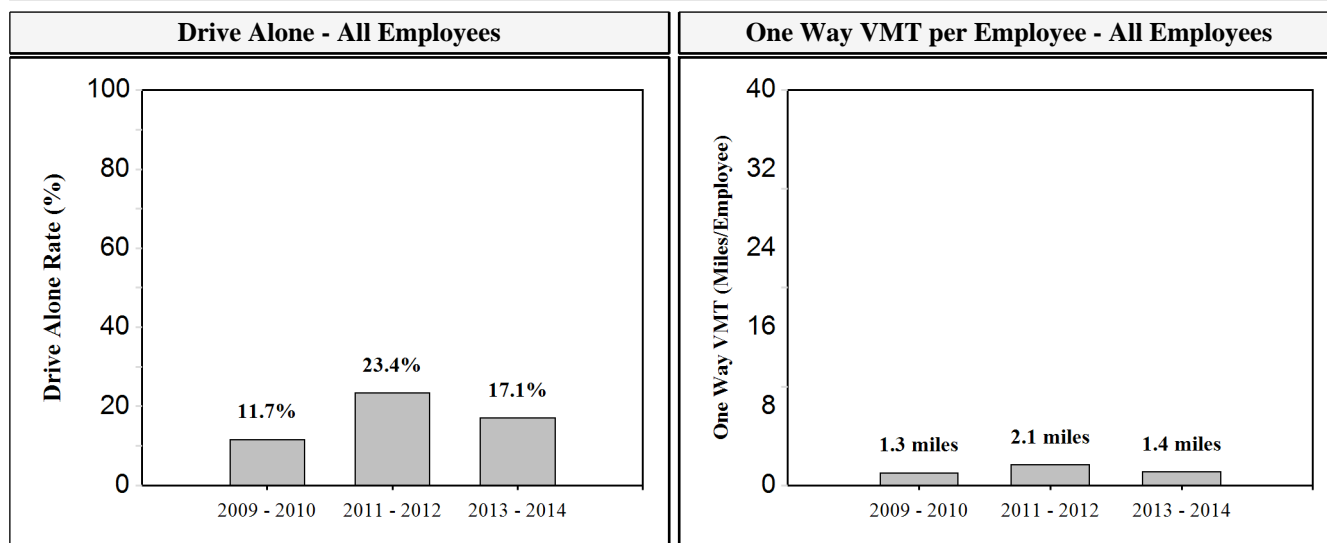 Drive Alone - All Employees
One Way VMT per Employee - All Employees
Drive Alone Rate (%)
100
80
60
40
20
0
11.7%
23.4%
17.1%
2009 - 2010
2011 - 2012
2013 - 2014
One Way VMT (Miles/Employee)
40
32
24
16
8
0
1.3 miles
2.1 miles
1.4 miles
2009 - 2010
2011 - 2012
2013 - 2014